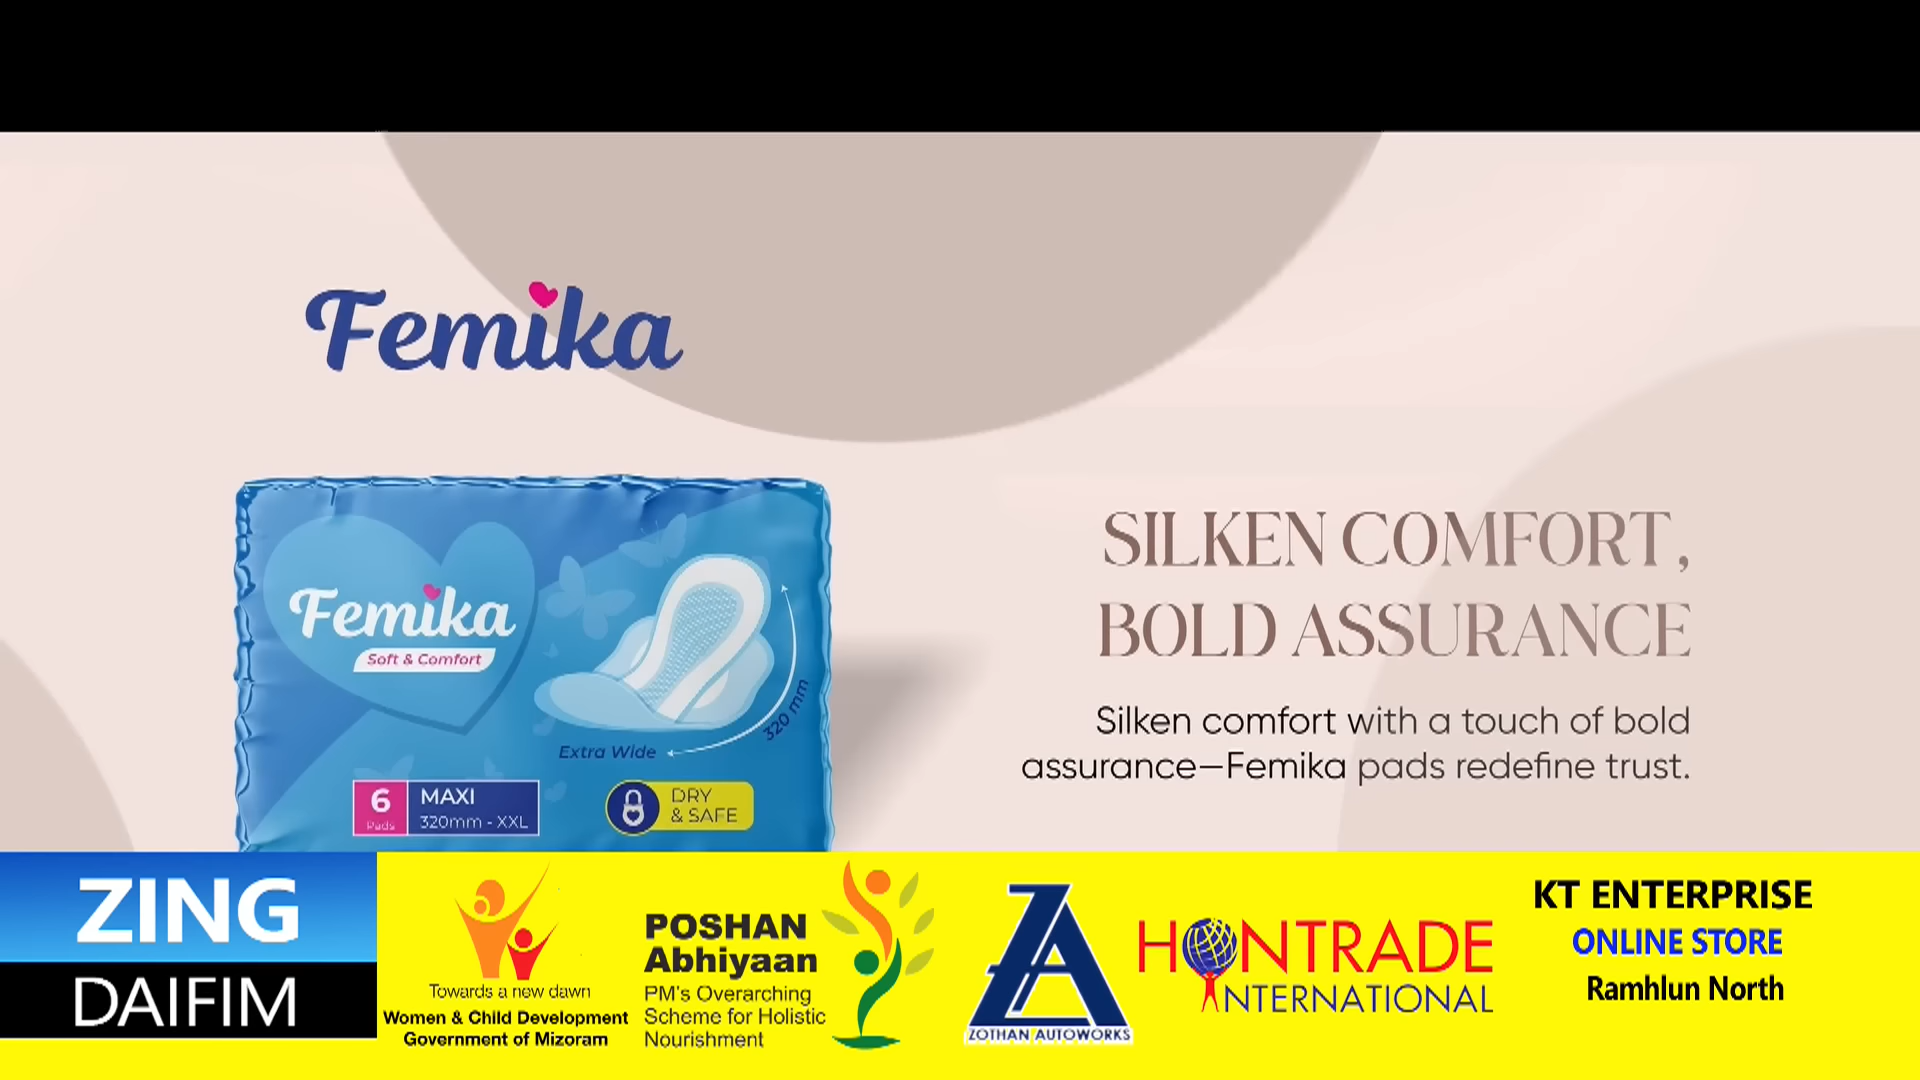 Femika
SILKEN COMFORT,
BOLD ASSURANCE
Silken comfort with a touch of bold
assurance—Femika pads redefine trust.
Femika
Soft & Comfort
320 mm
Extra Wide
6
Pads
MAXI
320mm - XXL
DRY
& SAFE
ZING
DAIFIM
Towards a new dawn
Women & Child Development
Government of Mizoram
POSHAN
Abhiyaan
PM's Overarching
Scheme for Holistic
Nourishment
ZA
ZOTHAN AUTOWORKS
HONTRADE
INTERNATIONAL
KT ENTERPRISE
ONLINE STORE
Ramhlun North